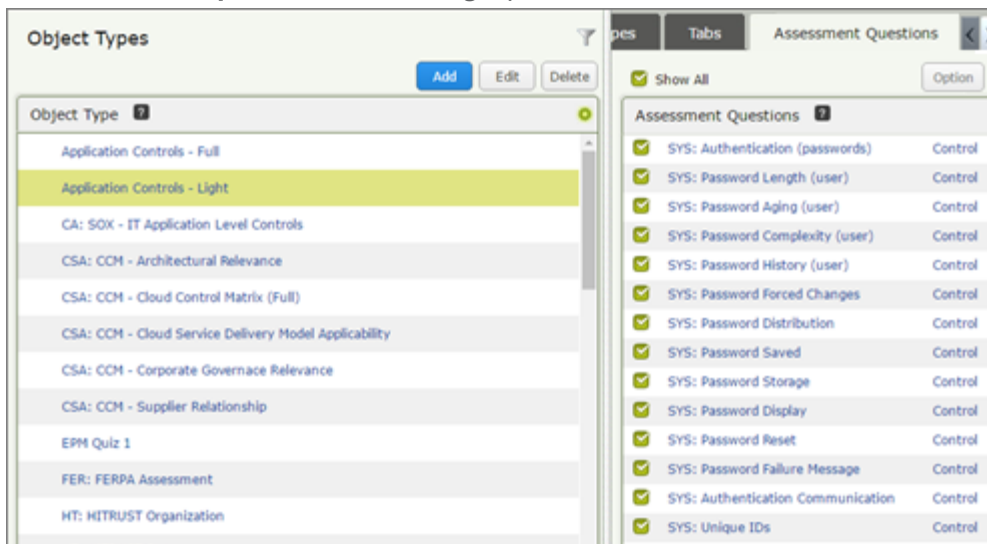 Object Types
Add Edit Delete
Object Type ?
Application Controls - Full
Application Controls - Light
CA: SOX - IT Application Level Controls
CSA: CCM - Architectural Relevance
CSA: CCM - Cloud Control Matrix (Full)
CSA: CCM - Cloud Service Delivery Model Applicability
CSA: CCM - Corporate Governace Relevance
CSA: CCM - Supplier Relationship
EPM Quiz 1
FER: FERPA Assessment
HT: HITRUST Organization
pes Tabs Assessment Questions
Show All Option
Assessment Questions ?
SYS: Authentication (passwords) Control
SYS: Password Length (user) Control
SYS: Password Aging (user) Control
SYS: Password Complexity (user) Control
SYS: Password History (user) Control
SYS: Password Forced Changes Control
SYS: Password Distribution Control
SYS: Password Saved Control
SYS: Password Storage Control
SYS: Password Display Control
SYS: Password Reset Control
SYS: Password Failure Message Control
SYS: Authentication Communication Control
SYS: Unique IDs Control